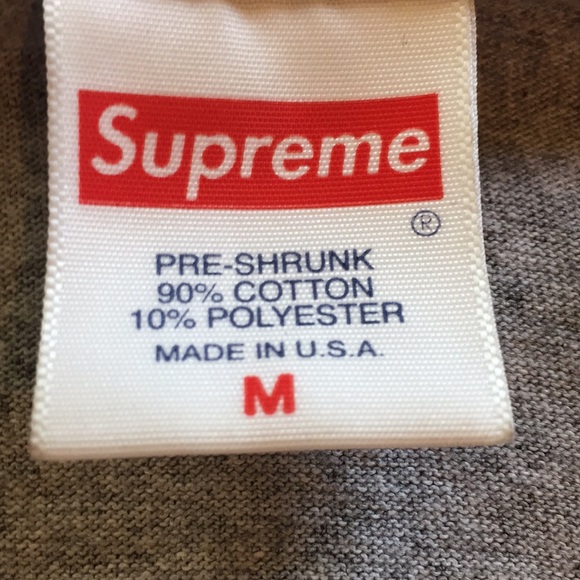 Supreme
®
PRE-SHRUNK
90% COTTON
10% POLYESTER
MADE IN U.S.A.
M